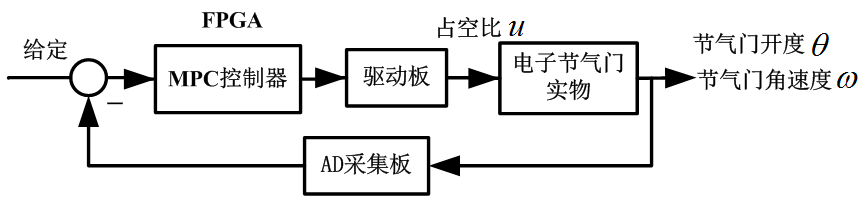 FPGA
给定
MPC控制器
驱动板
占空比 u
电子节气门
实物
节气门开度 θ
节气门角速度 ω
−
AD采集板